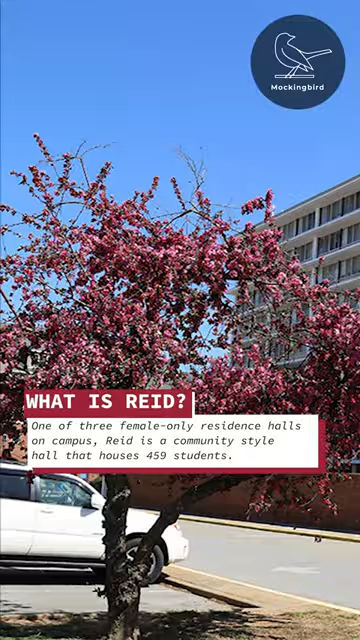 Mockingbird
WHAT IS REID?
One of three female-only residence halls
on campus, Reid is a community style
hall that houses 459 students.